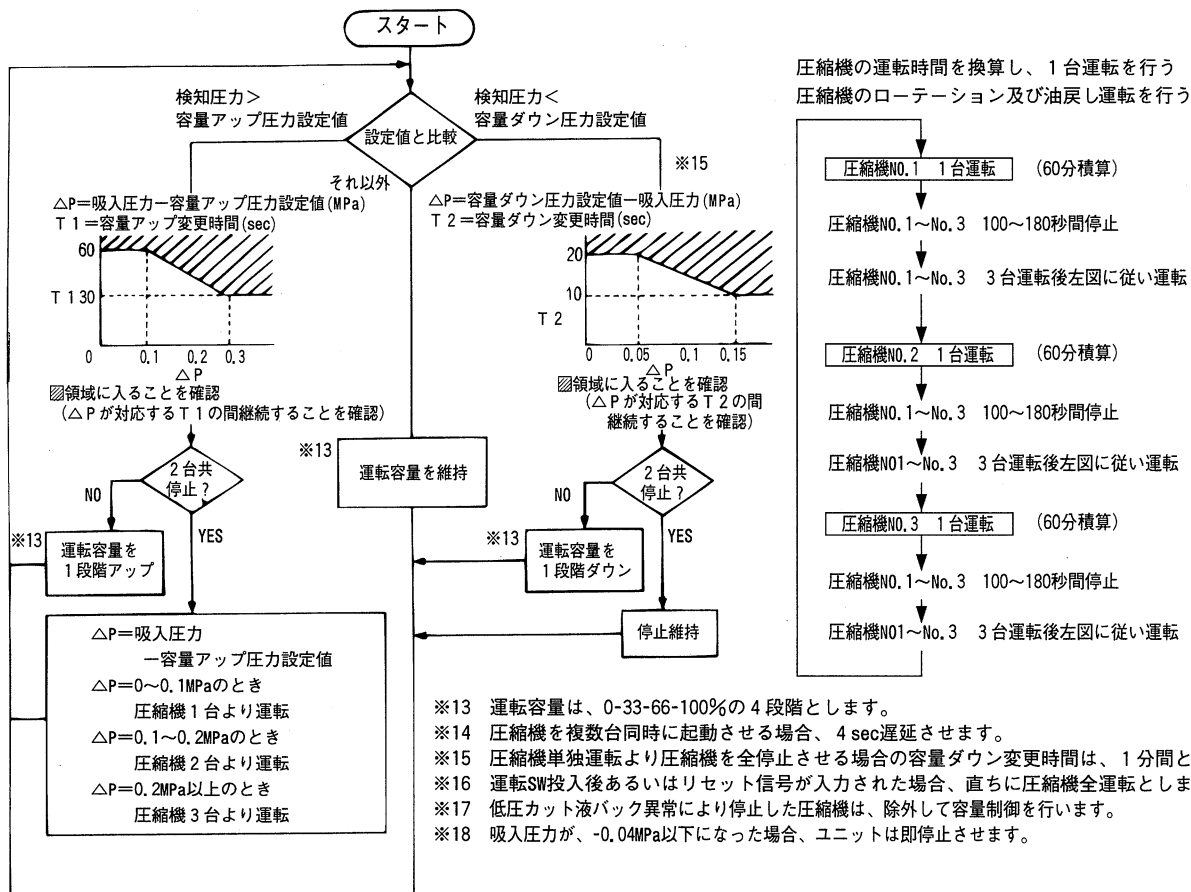 スタート
検知圧力>
容量アップ圧力設定値
検知圧力<
容量ダウン圧力設定値
設定値と比較
それ以外
※15
△P=吸入圧力ー容量アップ圧力設定値(MPa)
T1=容量アップ変更時間(sec)
60
T1 30
0 0.1 0.2 0.3
△P
領域に入ることを確認
(△Pが対応するT1の間継続することを確認)
2台共
停止?
NO
YES
※13
運転容量を
1段階アップ
△P=吸入圧力
ー容量アップ圧力設定値
△P=0~0.1MPaのとき
圧縮機1台より運転
△P=0.1~0.2MPaのとき
圧縮機2台より運転
△P=0.2MPa以上のとき
圧縮機3台より運転
※13
運転容量を維持
△P=容量ダウン圧力設定値ー吸入圧力(MPa)
T2=容量ダウン変更時間(sec)
20
10
T2
0 0.05 0.1 0.15
△P
領域に入ることを確認
(△Pが対応するT2の間
継続することを確認)
2台共
停止?
NO
YES
※13
運転容量を
1段階ダウン
停止維持
圧縮機の運転時間を換算し、1台運転を行う
圧縮機のローテーション及び油戻し運転を行う
圧縮機NO.1 1台運転 (60分積算)
圧縮機NO.1~No.3 100~180秒間停止
圧縮機NO.1~No.3 3台運転後左図に従い運転
圧縮機NO.2 1台運転 (60分積算)
圧縮機NO.1~No.3 100~180秒間停止
圧縮機NO1~No.3 3台運転後左図に従い運転
圧縮機NO.3 1台運転 (60分積算)
圧縮機NO.1~No.3 100~180秒間停止
圧縮機NO1~No.3 3台運転後左図に従い運転
※13 運転容量は、0-33-66-100%の4段階とします。
※14 圧縮機を複数台同時に起動させる場合、4sec遅延させます。
※15 圧縮機単独運転より圧縮機を全停止させる場合の容量ダウン変更時間は、1分間と
※16 運転SW投入後あるいはリセット信号が入力された場合、直ちに圧縮機全運転としま
※17 低圧カット液バック異常により停止した圧縮機は、除外して容量制御を行います。
※18 吸入圧力が、-0.04MPa以下になった場合、ユニットは即停止させます。